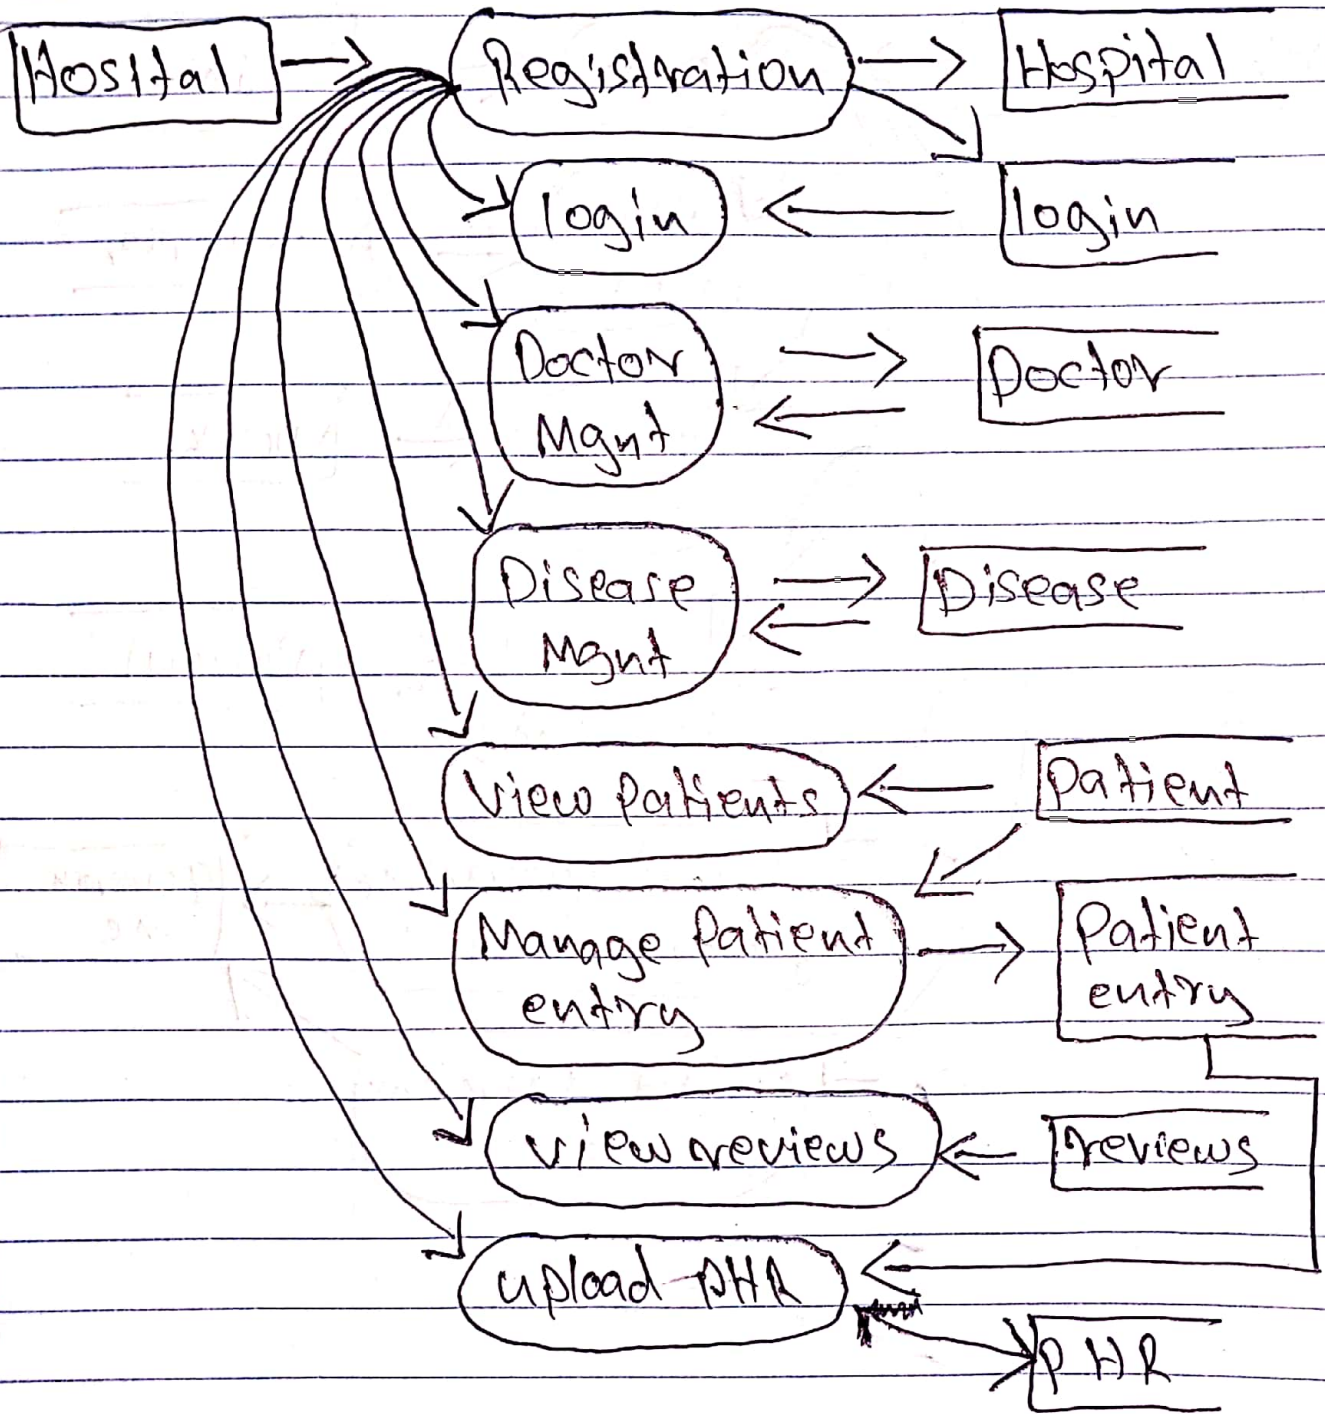 Hosital
Registration
Hospital
login
login
Doctor
Mgnt
Doctor
Disease
Mgnt
Disease
View Patients
Patient
Manage Patient
entry
Patient
entry
view reviews
reviews
upload PHR
PHR